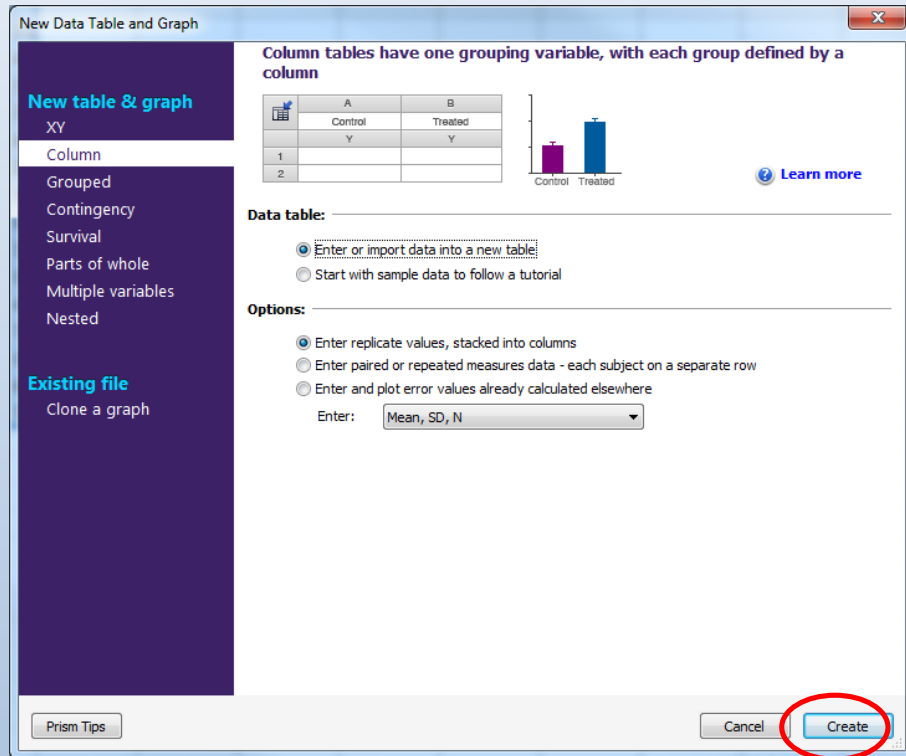 New Data Table and Graph
x
Column tables have one grouping variable, with each group defined by a
column
New table & graph
XY
Column
Grouped
Contingency
Survival
Parts of whole
Multiple variables
Nested
Existing file
Clone a graph
A B
Control Treated
Y Y
1
2
Control Treated
? Learn more
Data table:
Enter or import data into a new table
Start with sample data to follow a tutorial
Options:
Enter replicate values, stacked into columns
Enter paired or repeated measures data - each subject on a separate row
Enter and plot error values already calculated elsewhere
Enter: Mean, SD, N
Prism Tips
Cancel
Create